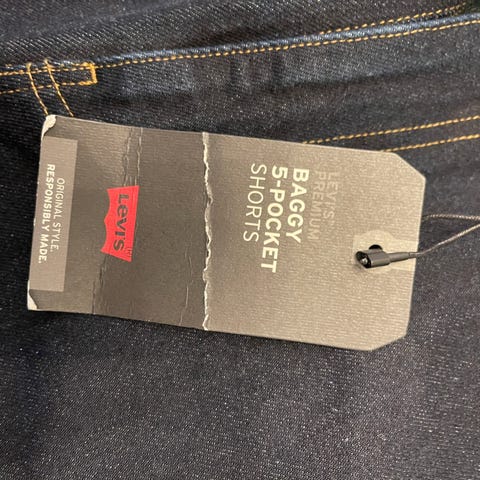 LEVI'S
PREMIUM
BAGGY
5-POCKET
SHORTS
Levi's
ORIGINAL STYLE.
RESPONSIBLY MADE.